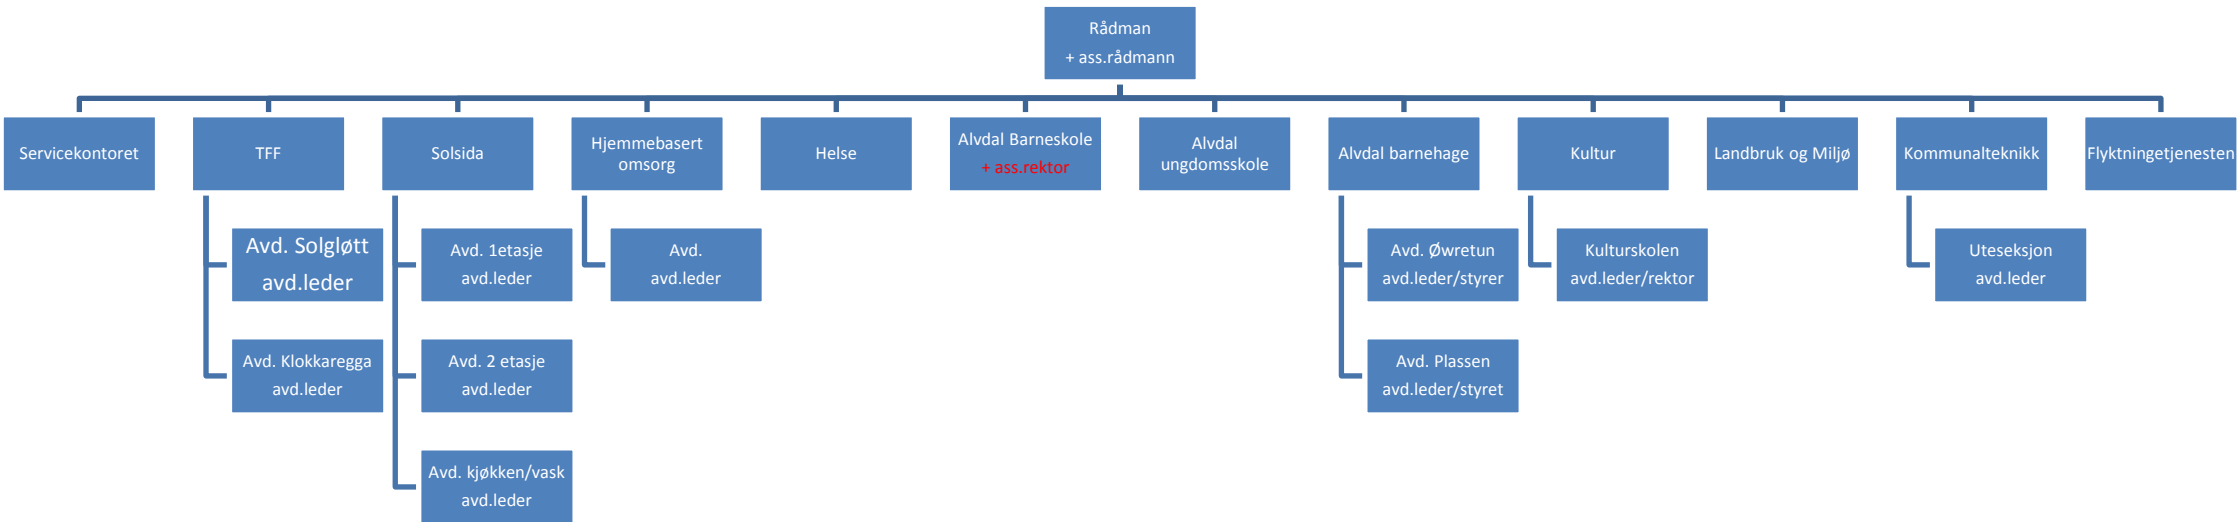 Rådman
+ ass.rådmann
Servicekontoret
TFF
Solsida
Hjemmebasert
omsorg
Helse
Alvdal Barneskole
+ ass.rektor
Alvdal
ungdomsskole
Alvdal barnehage
Kultur
Landbruk og Miljø
Kommunalteknikk
Flyktningetjenesten
Avd. Solgløtt
avd.leder
Avd. 1etasje
avd.leder
Avd.
avd.leder
Avd. Øwretun
avd.leder/styrer
Kulturskolen
avd.leder/rektor
Uteseksjon
avd.leder
Avd. Klokkaregga
avd.leder
Avd. 2 etasje
avd.leder
Avd. Plassen
avd.leder/styret
Avd. kjøkken/vask
avd.leder